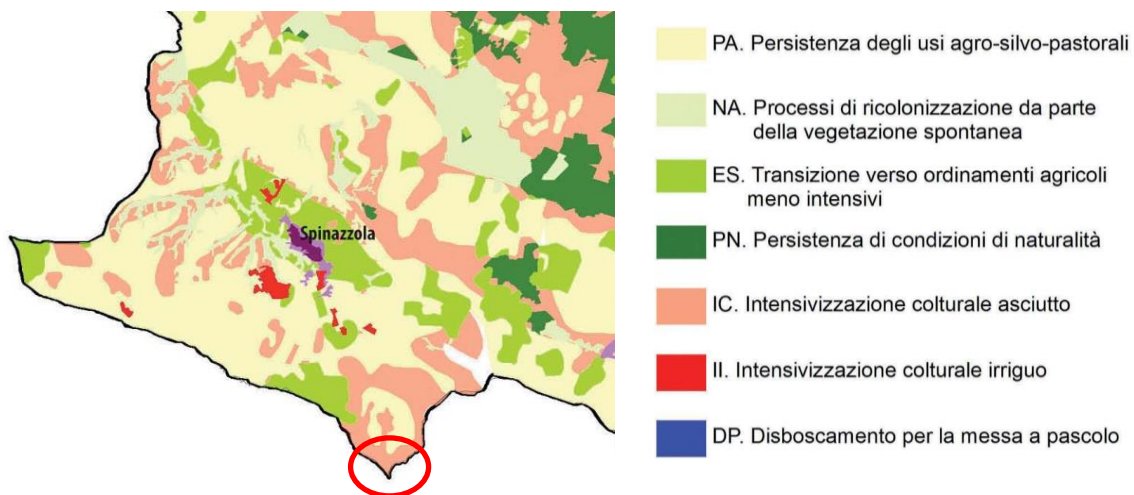 Spinazzola
PA. Persistenza degli usi agro-silvo-pastorali
NA. Processi di ricolonizzazione da parte
della vegetazione spontanea
ES. Transizione verso ordinamenti agricoli
meno intensivi
PN. Persistenza di condizioni di naturalità
IC. Intensivizzazione colturale asciutto
II. Intensivizzazione colturale irriguo
DP. Disboscamento per la messa a pascolo